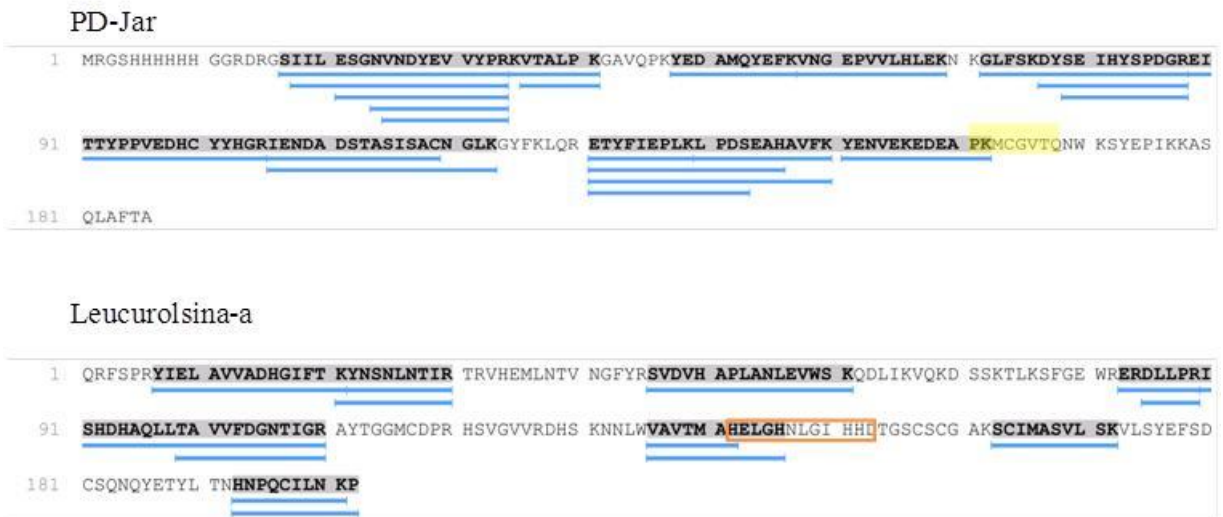 PD-Jar
1 MRGSHHHHHH GGRDRGSIIL ESGNVNDYEV VYPRKVTALP KGAVQPKYED AMQYEFKVNG EPVVLHLEKN KGLFSKDYSE IHYSPDGREI
91 TTYPPVEDHC YYHGRIENDA DSTASISACN GLKGYFKLQR ETYFIEPLKL PDSEAHAVFK YENVEKEDEA PKMCGVTQNW KSYEPIKKAS
181 QLAFTA
Leucurolsina-a
1 QRFSPRYIEL AVVADHGIFT KYNSNLNTIR TRVHEMLNTV NGFYRSVDVH APLANLEVWS KQDLIKVQKD SSKTLKSFGE WRERDLLPRI
91 SHDHAQLLTA VVFDGNTIGR AYTGGMCDPR HSVGVVRDHS KNNLWVAVTM AHELGHNLGI HHDTGSCSCG AKSCIMASVL SKVLSYEFSD
181 CSQNQYETYL TNHNPQCILN KP